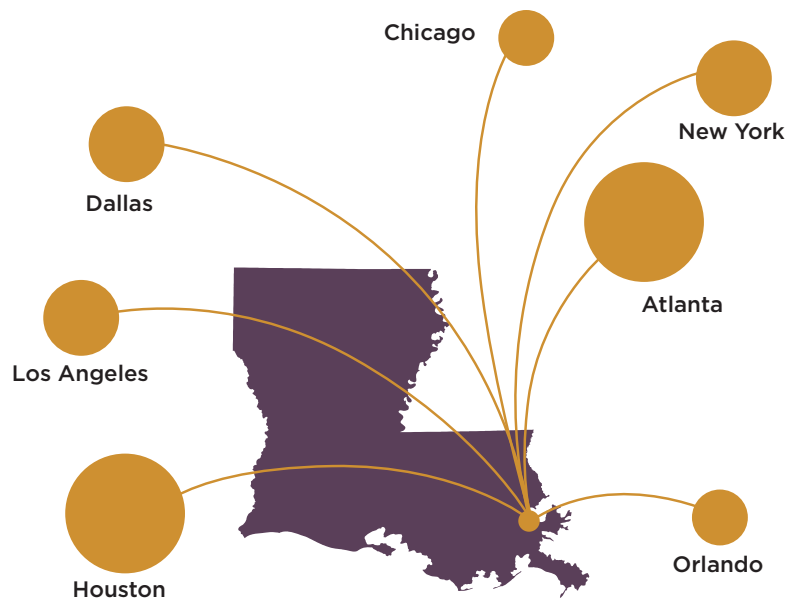 Chicago
New York
Dallas
Atlanta
Los Angeles
Orlando
Houston